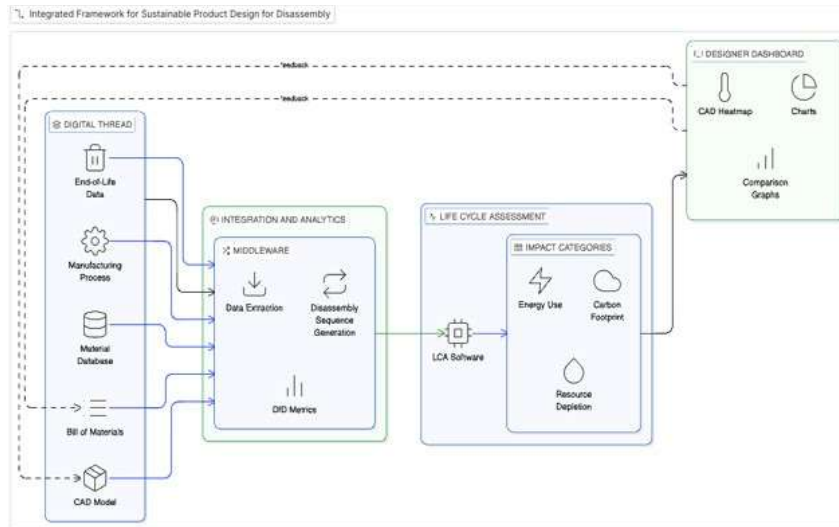 Integrated Framework for Sustainable Product Design for Disassembly
DESIGNER DASHBOARD
feedback
CAD Heatmap
Charts
feedback
DIGITAL THREAD
End-of-Life
Data
Comparison
Graphs
INTEGRATION AND ANALYTICS
LIFE CYCLE ASSESSMENT
MIDDLEWARE
IMPACT CATEGORIES
Manufacturing
Process
Data Extraction
Disassembly
Sequence
Generation
Energy Use
Carbon
Footprint
Material
Database
LCA Software
Resource
Depletion
DfD Metrics
Bill of Materials
CAD Model